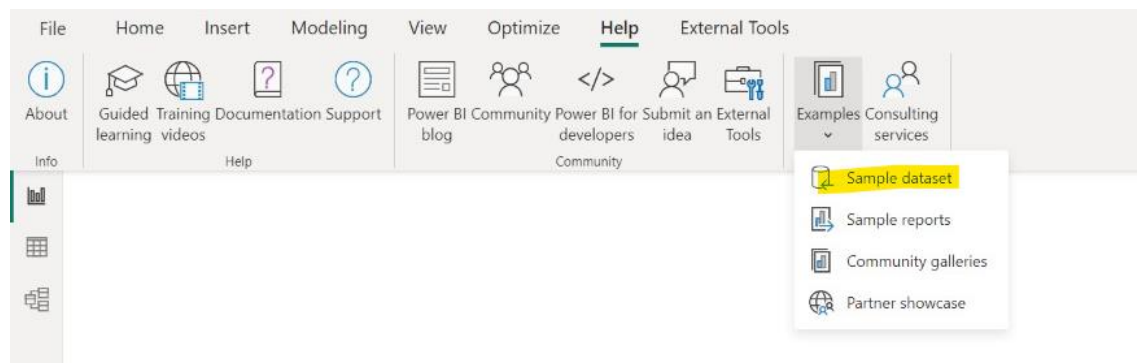 File Home Insert Modeling View Optimize Help External Tools
About Guided Training Documentation Support Power BI Community Power BI for Submit an External Examples Consulting
learning videos blog developers idea Tools services
Info Help Community
Sample dataset
Sample reports
Community galleries
Partner showcase